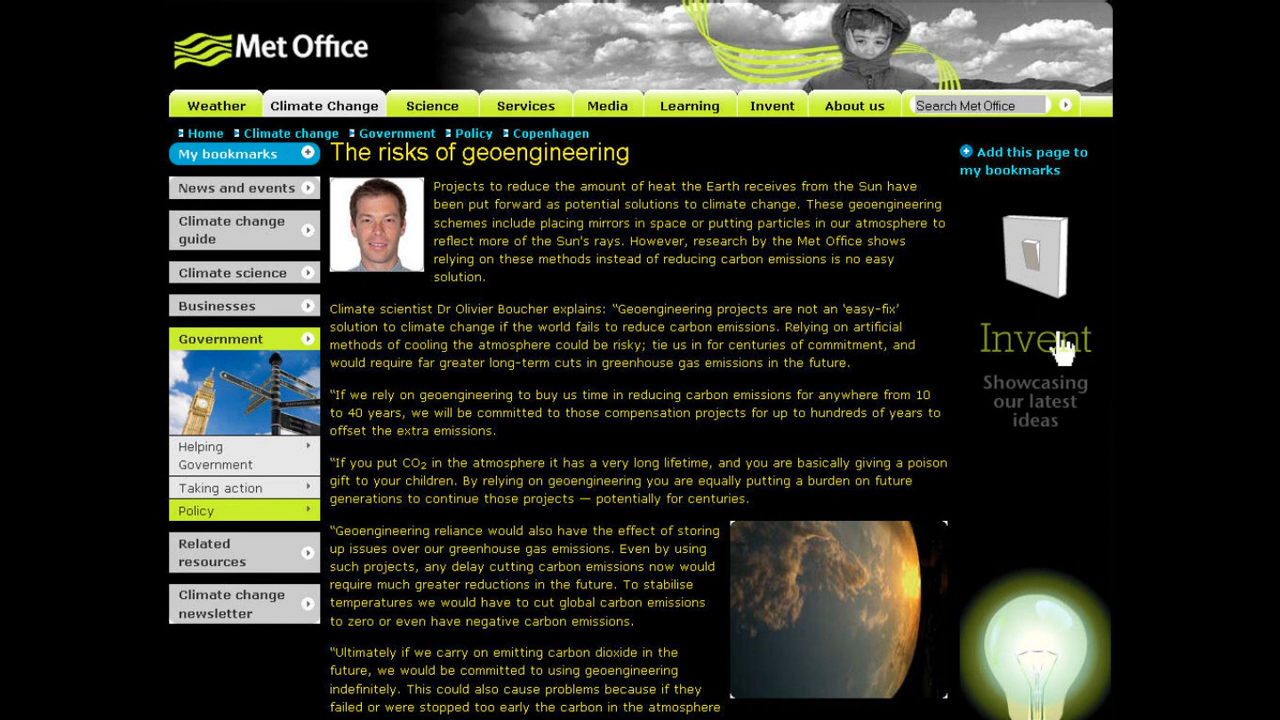 Met Office
Weather
Climate Change
Science
Services
Media
Learning
Invent
About us
Search Met Office
Home
Climate change
Government
Policy
Copenhagen
My bookmarks
News and events
Climate change
guide
Climate science
Businesses
Government
Helping
Government
Taking action
Policy
Related
resources
Climate change
newsletter
The risks of geoengineering
Projects to reduce the amount of heat the Earth receives from the Sun have
been put forward as potential solutions to climate change. These geoengineering
schemes include placing mirrors in space or putting particles in our atmosphere to
reflect more of the Sun's rays. However, research by the Met Office shows
relying on these methods instead of reducing carbon emissions is no easy
solution.
Climate scientist Dr Olivier Boucher explains: "Geoengineering projects are not an 'easy-fix'
solution to climate change if the world fails to reduce carbon emissions. Relying on artificial
methods of cooling the atmosphere could be risky; tie us in for centuries of commitment, and
would require far greater long-term cuts in greenhouse gas emissions in the future.
"If we rely on geoengineering to buy us time in reducing carbon emissions for anywhere from 10
to 40 years, we will be committed to those compensation projects for up to hundreds of years to
offset the extra emissions.
"If you put CO₂ in the atmosphere it has a very long lifetime, and you are basically giving a poison
gift to your children. By relying on geoengineering you are equally putting a burden on future
generations to continue those projects — potentially for centuries.
"Geoengineering reliance would also have the effect of storing
up issues over our greenhouse gas emissions. Even by using
such projects, any delay cutting carbon emissions now would
require much greater reductions in the future. To stabilise
temperatures we would have to cut global carbon emissions
to zero or even have negative carbon emissions.
"Ultimately if we carry on emitting carbon dioxide in the
future, we would be committed to using geoengineering
indefinitely. This could also cause problems because if they
failed or were stopped too early the carbon in the atmosphere
Add this page to
my bookmarks
Invent
Showcasing
our latest
ideas